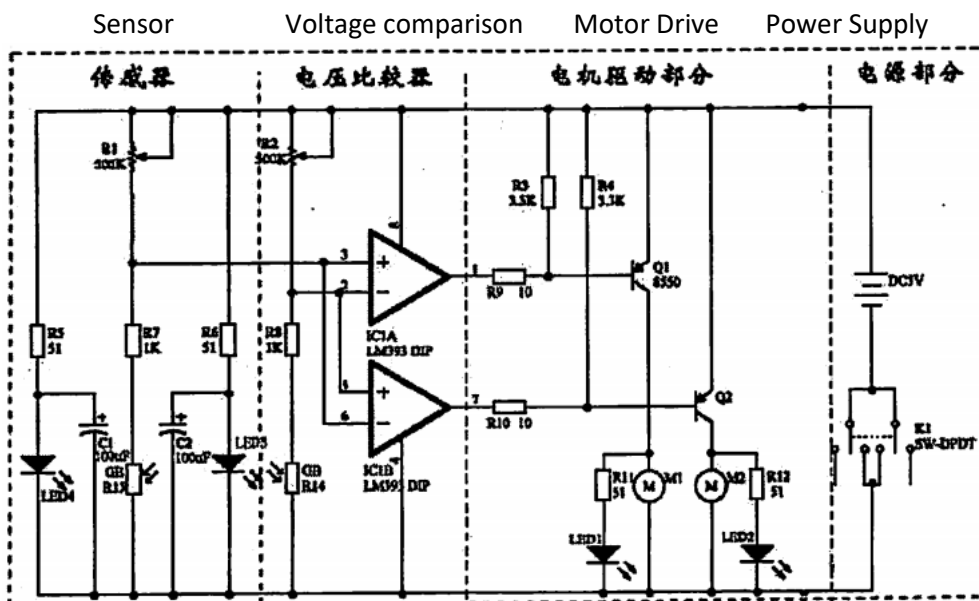 Sensor Voltage comparison Motor Drive Power Supply
传感器 电压比较器 电机驱动部分 电源部分
R1
R2
500K
8
R3
3.3K
R4
3.3K
3
2
1
R9 10
Q1
8550
DC3V
R5
51
R7
1K
R6
51
R8
1K
IC1A
LM393 DIP
5
6
7
R10 10
Q2
K1
SW-DPDT
C1
100uF
C2
100uF
LED4
GB
R13
GB
R14
4
IC1B
LM393 DIP
R11
51
M M1
M M2
R12
51
LED1
LED2